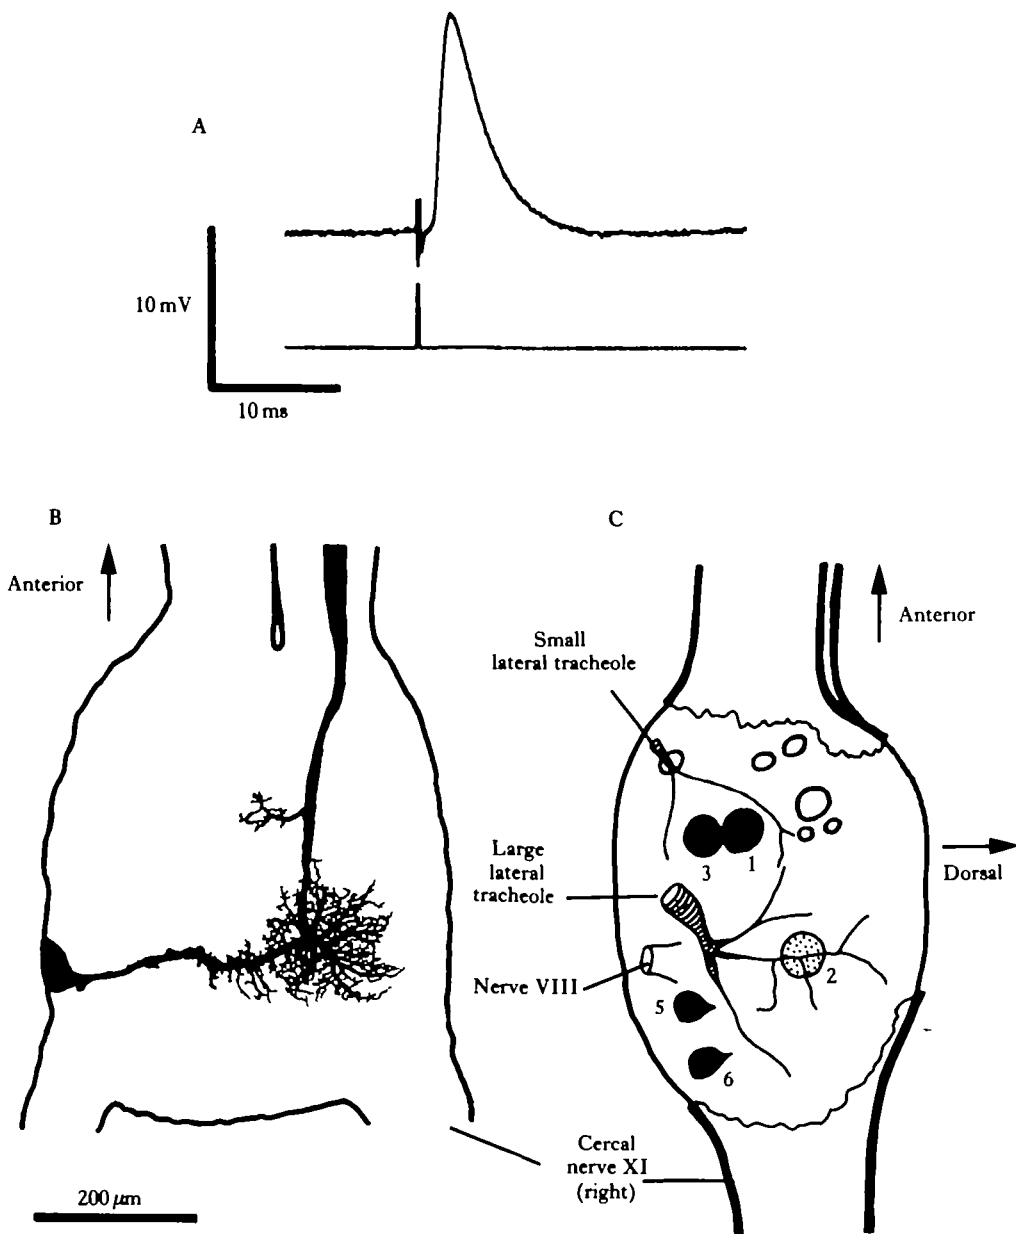 A
10 mV
10 ms
B
Anterior
200 μm
C
Anterior
Small
lateral tracheole
Large
lateral
tracheole
Dorsal
3
1
Nerve VIII
2
5
6
Cercal
nerve XI
(right)